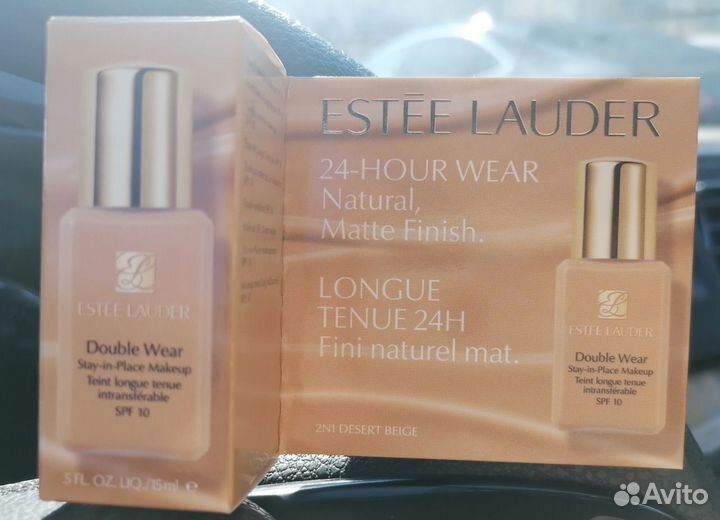 ESTĒE LAUDER
Double Wear
Stay-in-Place Makeup
Teint longue tenue
intransférable
SPF 10
.5 FL. OZ. LIQ./15ml e
ESTĒE LAUDER
24-HOUR WEAR
Natural,
Matte Finish.
LONGUE
TENUE 24H
Fini naturel mat.
2N1 DESERT BEIGE
ESTĒE LAUDER
Double Wear
Stay-in-Place Makeup
Teint longue tenue
intransférable
SPF 10
Avito